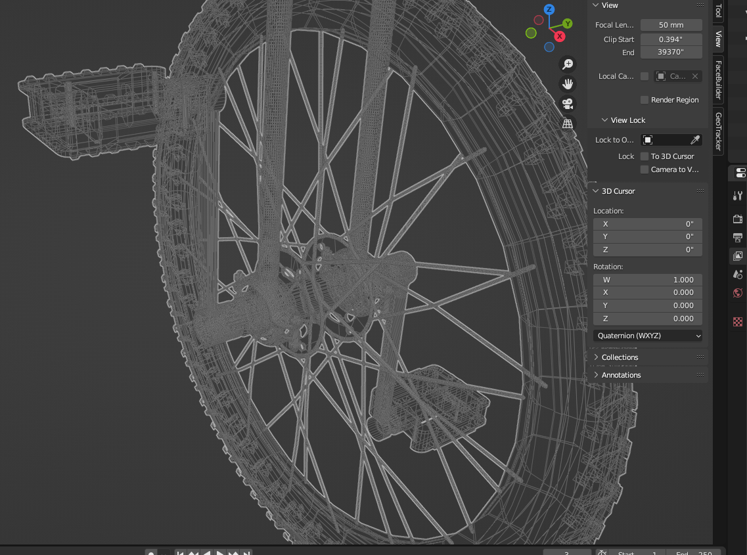 View
Focal Len...
50 mm
Clip Start
0.394"
End
39370"
Local Ca...
Ca...
Render Region
View Lock
Lock to O...
Lock
To 3D Cursor
Camera to V...
3D Cursor
Location:
X
0"
Y
0"
Z
0"
Rotation:
W
1.000
X
0.000
Y
0.000
Z
0.000
Quaternion (WXYZ)
Collections
Annotations
Tool
View
FaceBuilder
GeoTracker
Z
Y
X
3
Start
1
End
250